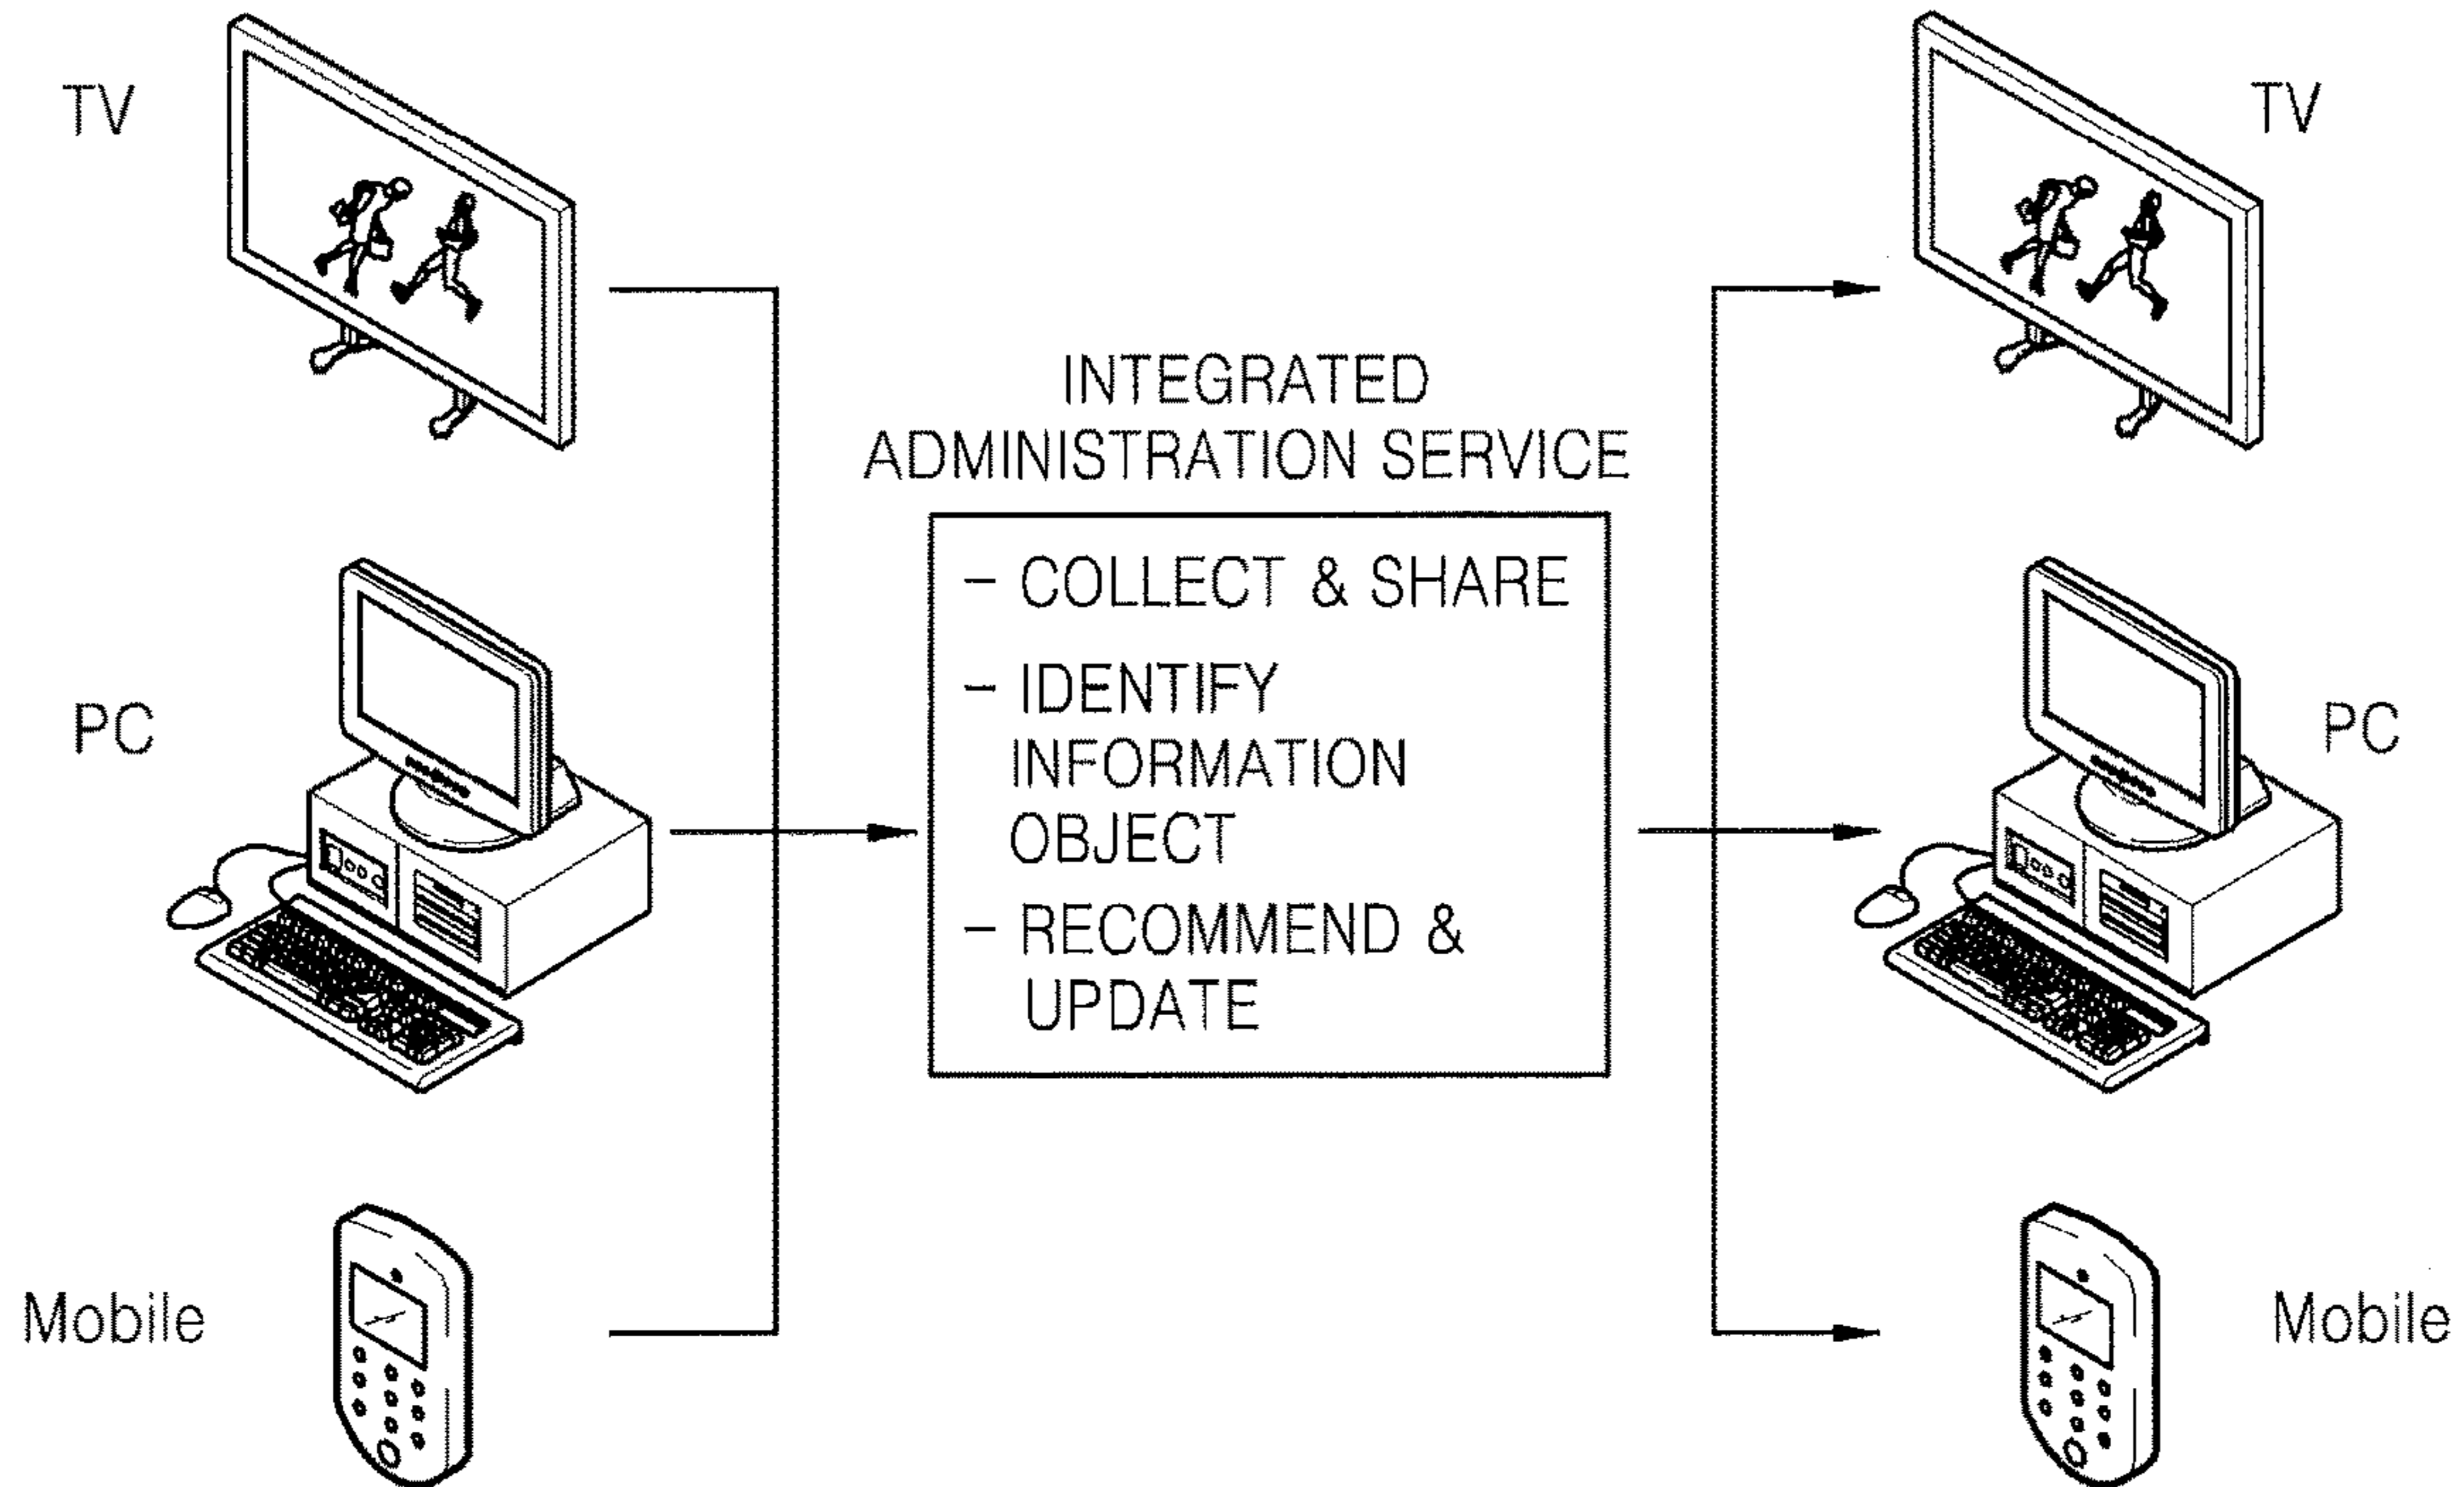 TV
PC
Mobile
INTEGRATED
ADMINISTRATION SERVICE
– COLLECT & SHARE
– IDENTIFY
INFORMATION
OBJECT
– RECOMMEND &
UPDATE
TV
PC
Mobile